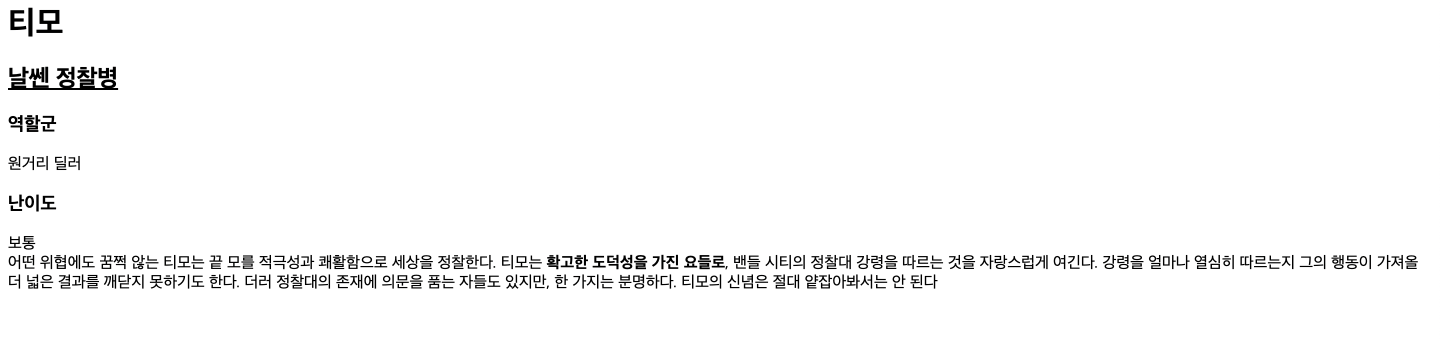 티모
날쎈 정찰병
역할군
원거리 딜러
난이도
보통
어떤 위협에도 꿈쩍 않는 티모는 끝 모를 적극성과 쾌활함으로 세상을 정찰한다. 티모는 확고한 도덕성을 가진 요들로, 밴들 시티의 정찰대 강령을 따르는 것을 자랑스럽게 여긴다. 강령을 얼마나 열심히 따르는지 그의 행동이 가져올
더 넓은 결과를 깨닫지 못하기도 한다. 더러 정찰대의 존재에 의문을 품는 자들도 있지만, 한 가지는 분명하다. 티모의 신념은 절대 얕잡아봐서는 안 된다